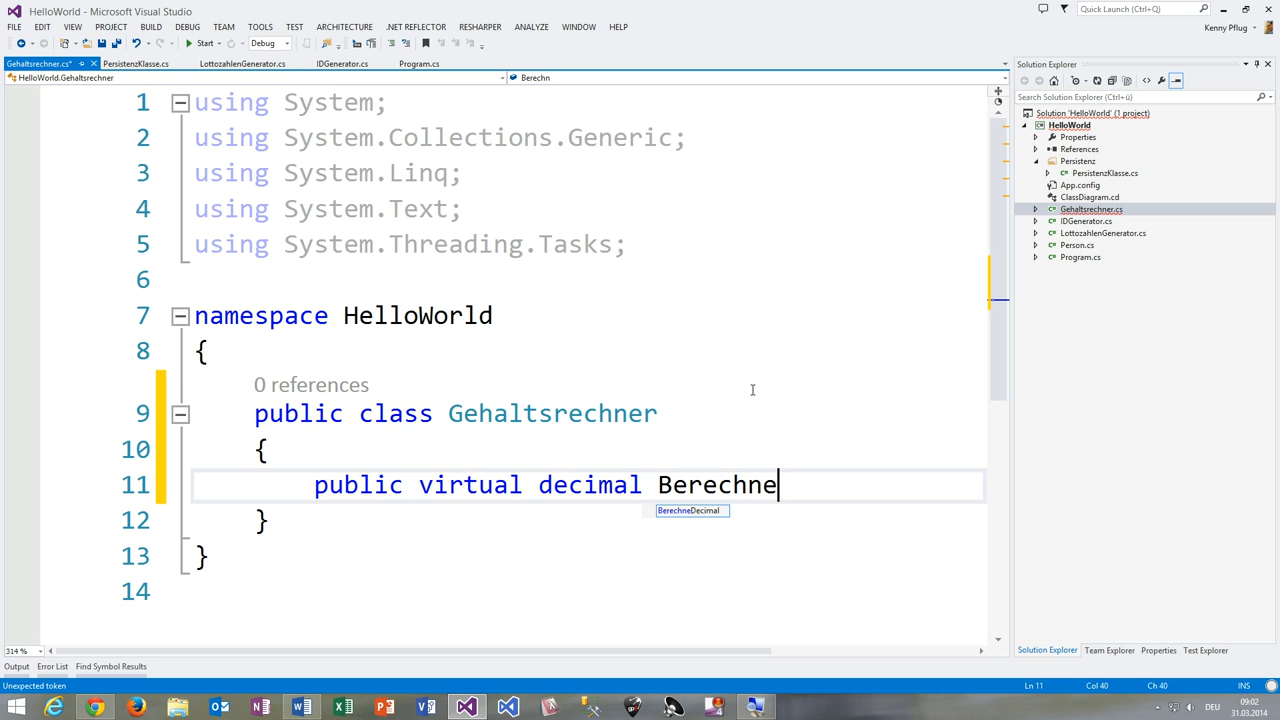 HelloWorld - Microsoft Visual Studio
Quick Launch (Ctrl+Q)
FILE EDIT VIEW PROJECT BUILD DEBUG TEAM TOOLS TEST ARCHITECTURE .NET REFLECTOR RESHARPER ANALYZE WINDOW HELP
Kenny Pflug
Start Debug
Gehaltsrechner.cs* PersistenzKlasse.cs LottozahlenGenerator.cs IDGenerator.cs Program.cs
HelloWorld.Gehaltsrechner Berechn
1 using System;
2 using System.Collections.Generic;
3 using System.Linq;
4 using System.Text;
5 using System.Threading.Tasks;
6
7 namespace HelloWorld
8 {
0 references
9 public class Gehaltsrechner
10 {
11 public virtual decimal Berechne
BerechneDecimal
12 }
13 }
14
314 %
Solution Explorer
Search Solution Explorer (Ctrl+ü)
Solution 'HelloWorld' (1 project)
HelloWorld
Properties
References
Persistenz
PersistenzKlasse.cs
App.config
ClassDiagram.cd
Gehaltsrechner.cs
IDGenerator.cs
LottozahlenGenerator.cs
Person.cs
Program.cs
Solution Explorer Team Explorer Properties Test Explorer
Output Error List Find Symbol Results
Unexpected token Ln 11 Col 40 Ch 40 INS
DEU
09:02
31.03.2014